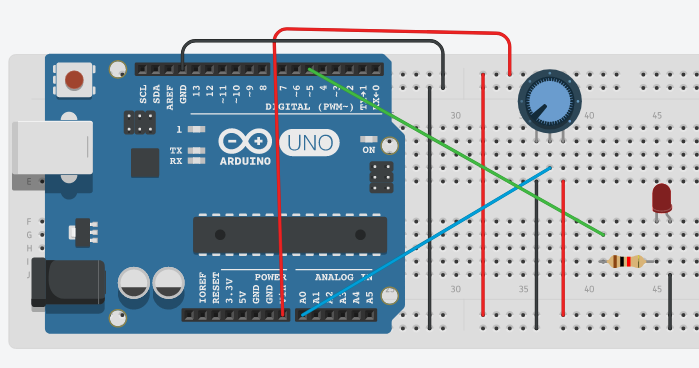 SCL
SDA
AREF
GND
13
12
~11
~10
~9
8
7
~6
~5
4
~3
2
TX→1
RX←0
DIGITAL (PWM~)
1
TX
RX
ARDUINO
UNO
ON
30
40
45
E
F
G
H
I
J
30
35
40
45
IOREF
RESET
3.3V
5V
GND
GND
Vin
POWER
ANALOG IN
A0
A1
A2
A3
A4
A5